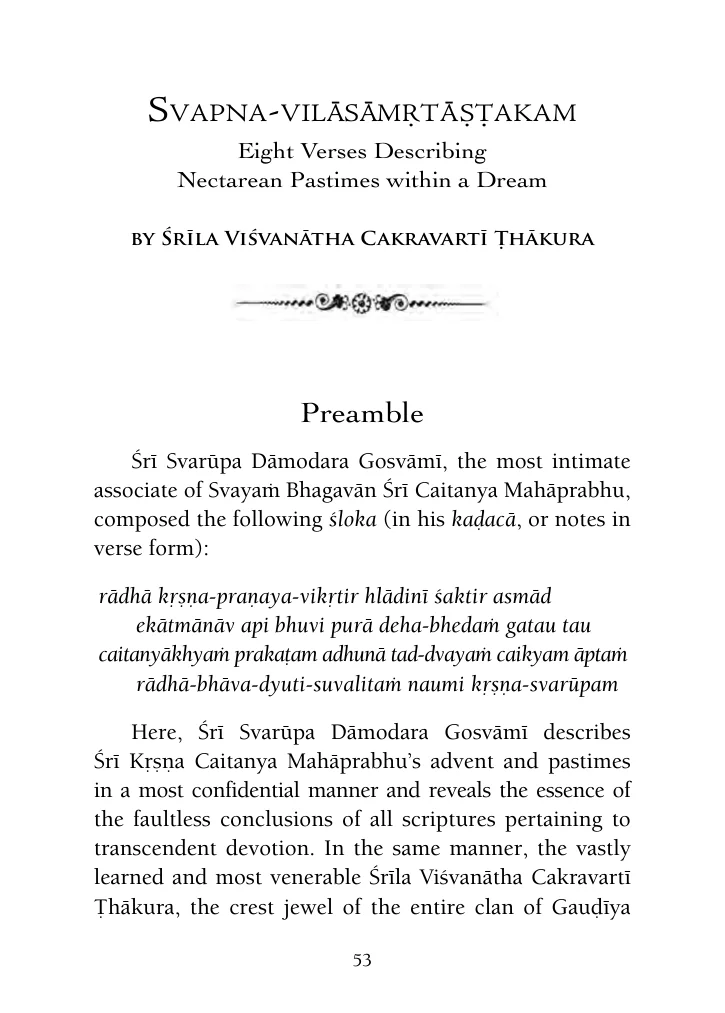 Svapna-vilāsāmṛtāṣṭakam
Eight Verses Describing
Nectarean Pastimes within a Dream
by Śrīla Viśvanātha Cakravartī Ṭhākura
Preamble
Śrī Svarūpa Dāmodara Gosvāmī, the most intimate
associate of Svayaṁ Bhagavān Śrī Caitanya Mahāprabhu,
composed the following śloka (in his kaḍacā, or notes in
verse form):
rādhā kṛṣṇa-praṇaya-vikṛtir hlādinī śaktir asmād
ekātmānāv api bhuvi purā deha-bhedaṁ gatau tau
caitanyākhyaṁ prakaṭam adhunā tad-dvayaṁ caikyam āptaṁ
rādhā-bhāva-dyuti-suvalitaṁ naumi kṛṣṇa-svarūpam
Here, Śrī Svarūpa Dāmodara Gosvāmī describes
Śrī Kṛṣṇa Caitanya Mahāprabhu’s advent and pastimes
in a most confidential manner and reveals the essence of
the faultless conclusions of all scriptures pertaining to
transcendent devotion. In the same manner, the vastly
learned and most venerable Śrīla Viśvanātha Cakravartī
Ṭhākura, the crest jewel of the entire clan of Gauḍīya
53